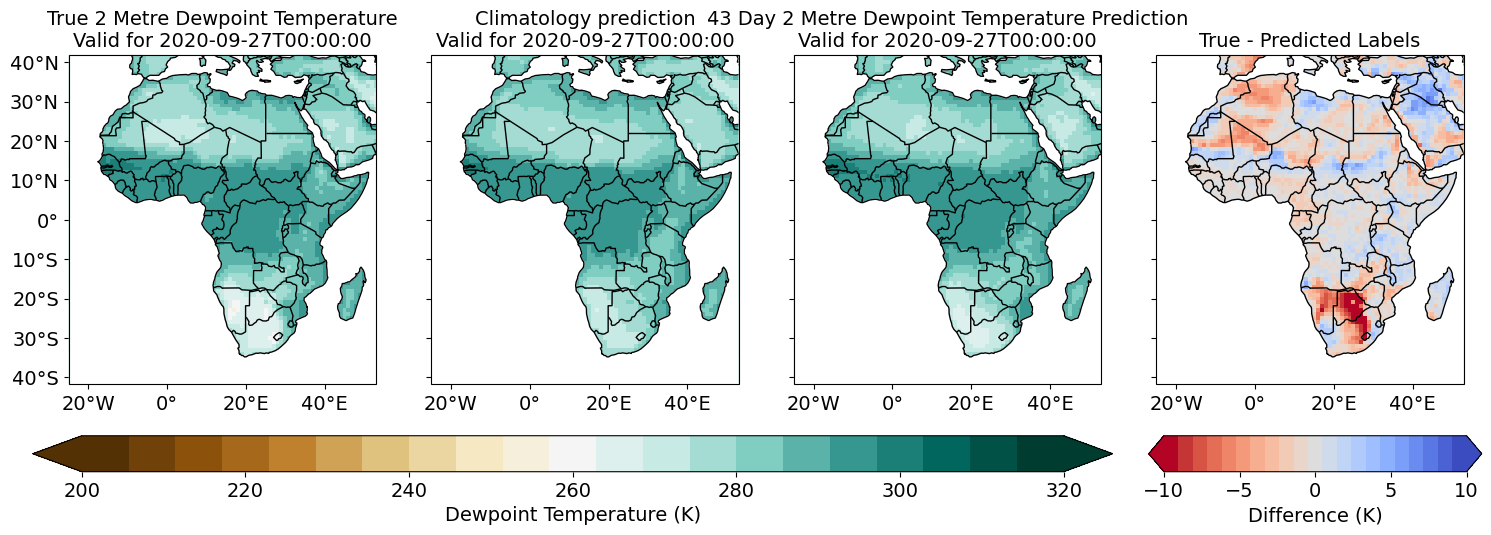 True 2 Metre Dewpoint Temperature
Valid for 2020-09-27T00:00:00
Climatology prediction 43 Day 2 Metre Dewpoint Temperature Prediction
Valid for 2020-09-27T00:00:00
Valid for 2020-09-27T00:00:00
True - Predicted Labels
40°N
30°N
20°N
10°N
0°
10°S
20°S
30°S
40°S
20°W 0° 20°E 40°E
20°W 0° 20°E 40°E
20°W 0° 20°E 40°E
20°W 0° 20°E 40°E
200 220 240 260 280 300 320
Dewpoint Temperature (K)
−10 −5 0 5 10
Difference (K)